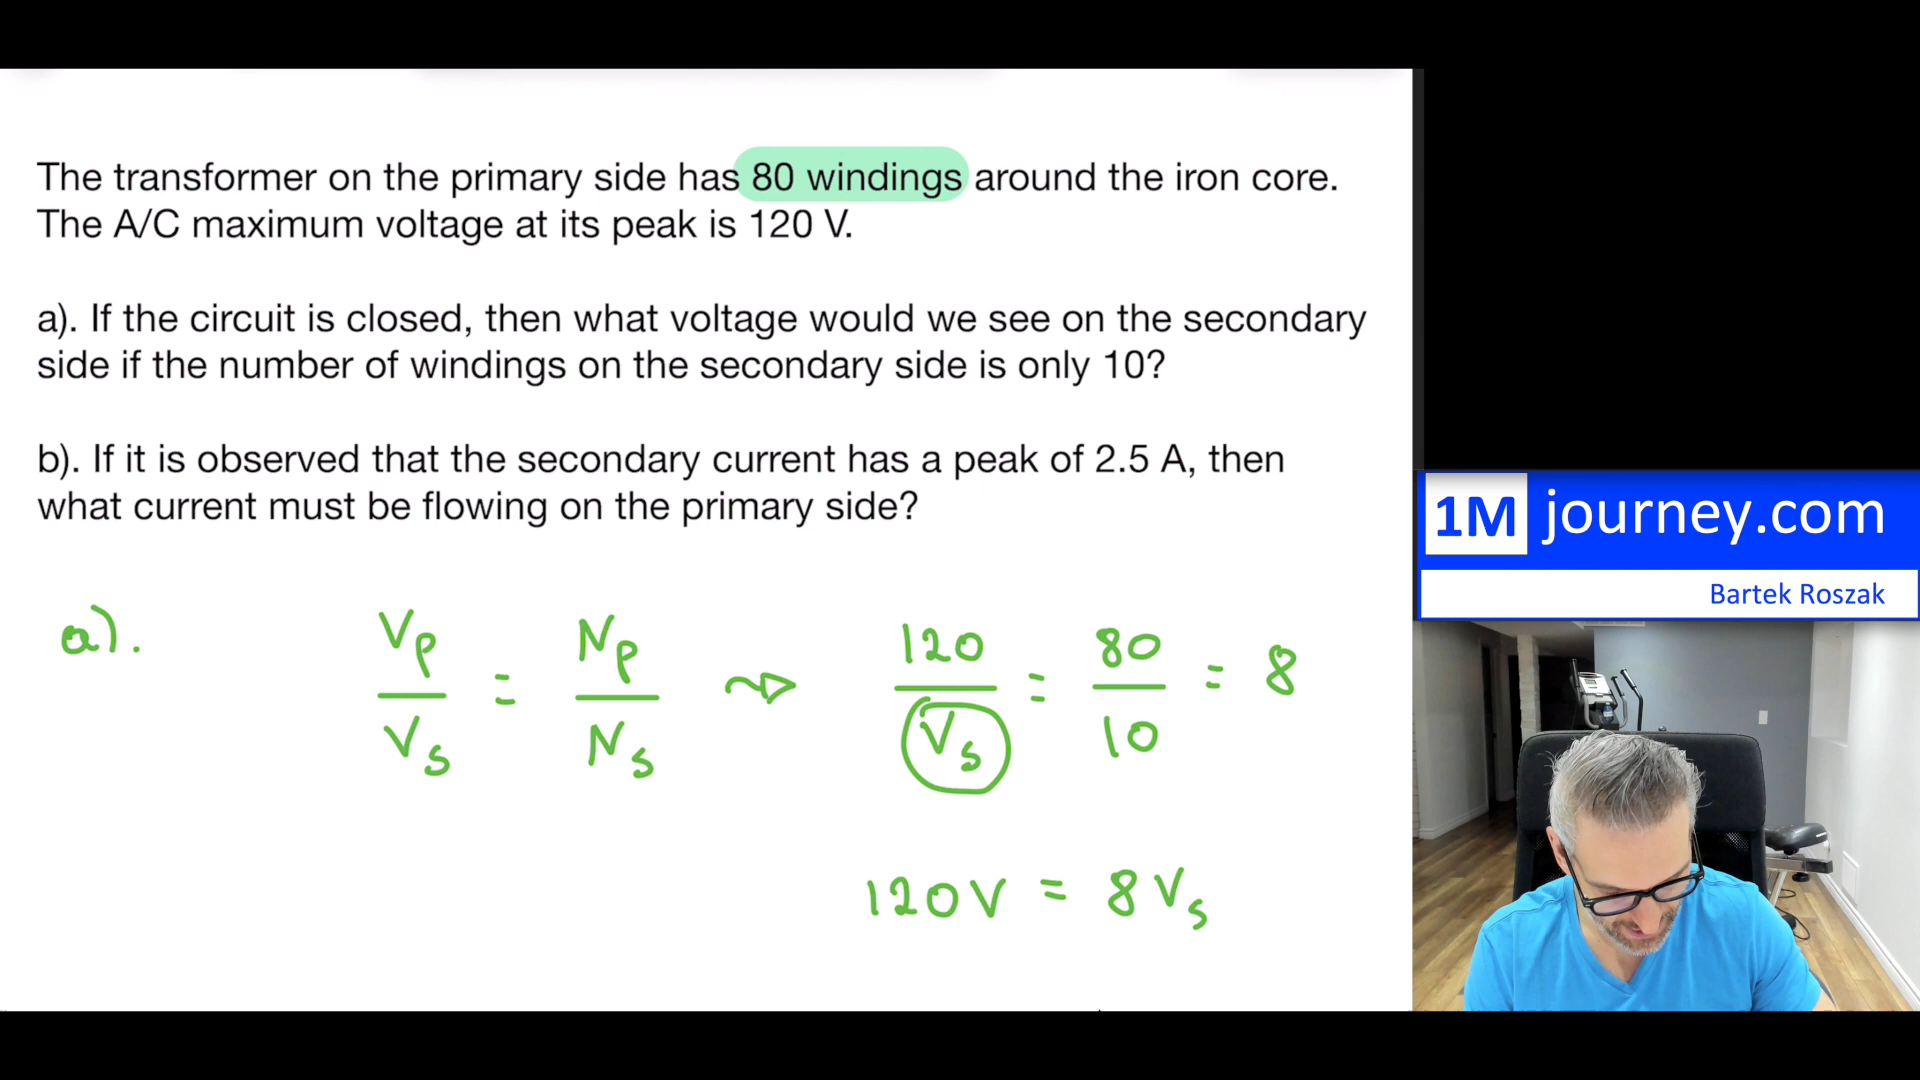 The transformer on the primary side has 80 windings around the iron core.
The A/C maximum voltage at its peak is 120 V.
a). If the circuit is closed, then what voltage would we see on the secondary
side if the number of windings on the secondary side is only 10?
b). If it is observed that the secondary current has a peak of 2.5 A, then
what current must be flowing on the primary side?
1M journey.com
Bartek Roszak
a). Vp/Vs = Np/Ns → 120/Vs = 80/10 = 8
120V = 8Vs